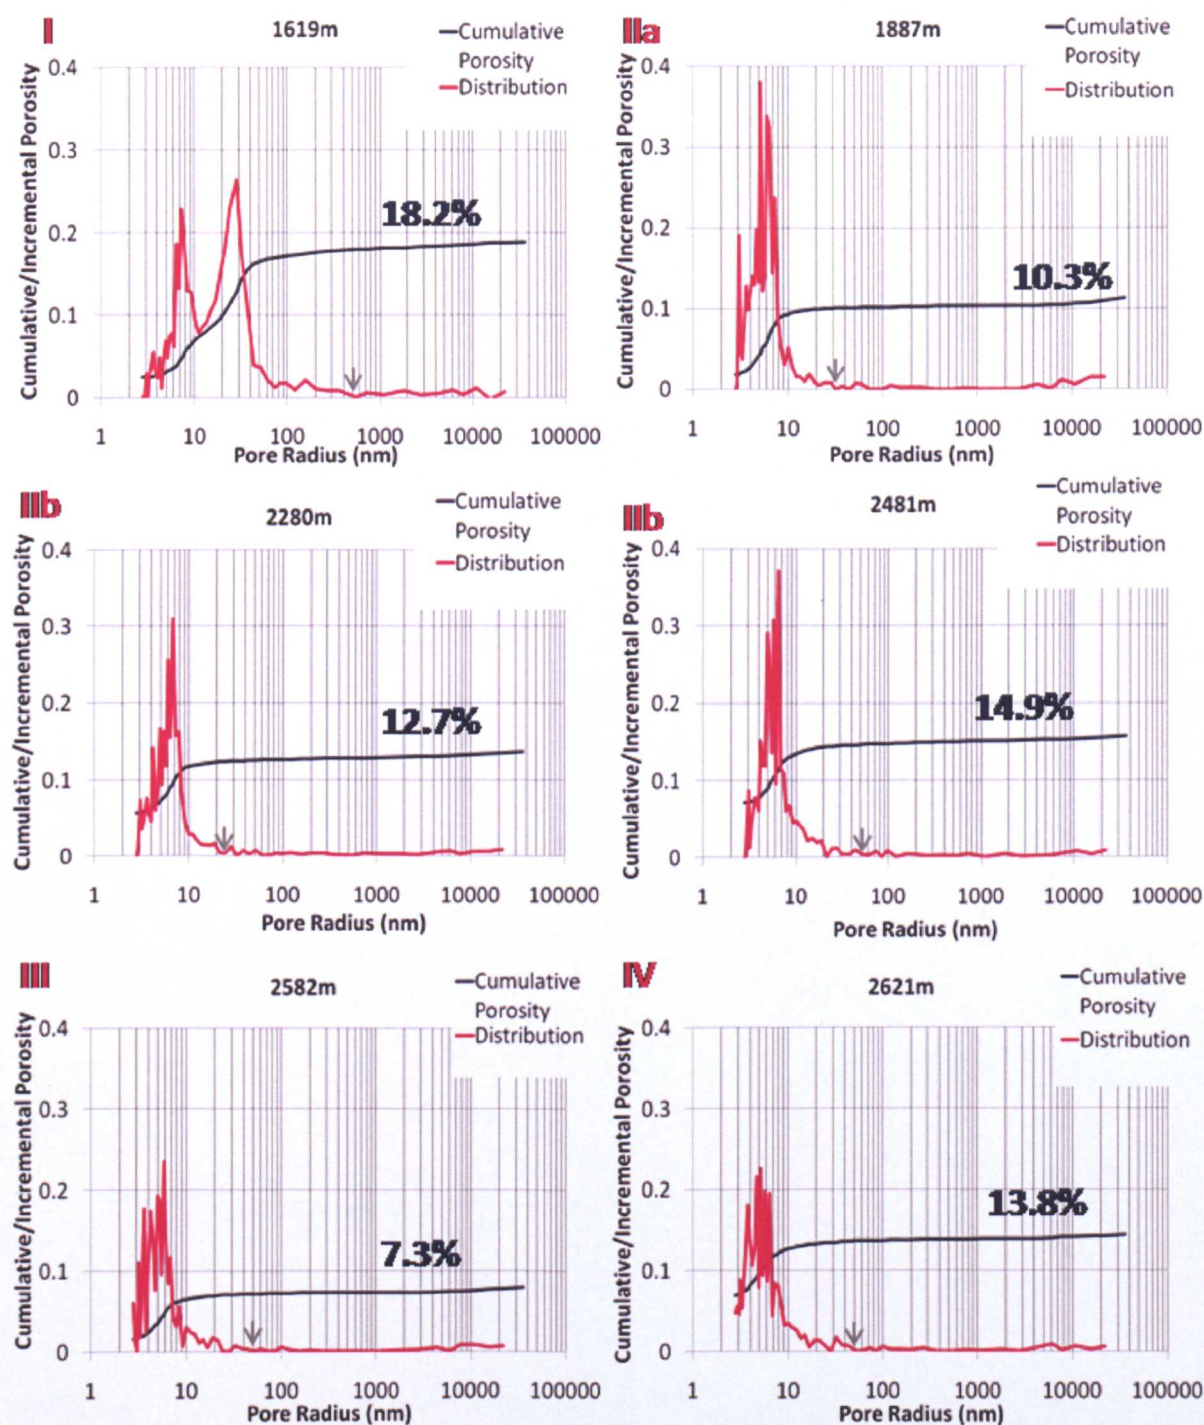 I
1619m
Cumulative
Porosity
Distribution
Cumulative/Incremental Porosity
0.4
0.3
0.2
0.1
0
18.2%
1 10 100 1000 10000 100000
Pore Radius (nm)
IIa
1887m
Cumulative
Porosity
Distribution
Cumulative/Incremental Porosity
0.4
0.3
0.2
0.1
0
10.3%
1 10 100 1000 10000 100000
Pore Radius (nm)
IIb
2280m
Cumulative
Porosity
Distribution
Cumulative/Incremental Porosity
0.4
0.3
0.2
0.1
0
12.7%
1 10 100 1000 10000 100000
Pore Radius (nm)
IIb
2481m
Cumulative
Porosity
Distribution
Cumulative/Incremental Porosity
0.4
0.3
0.2
0.1
0
14.9%
1 10 100 1000 10000 100000
Pore Radius (nm)
III
2582m
Cumulative
Porosity
Distribution
Cumulative/Incremental Porosity
0.4
0.3
0.2
0.1
0
7.3%
1 10 100 1000 10000 100000
Pore Radius (nm)
IV
2621m
Cumulative
Porosity
Distribution
Cumulative/Incremental Porosity
0.4
0.3
0.2
0.1
0
13.8%
1 10 100 1000 10000 100000
Pore Radius (nm)